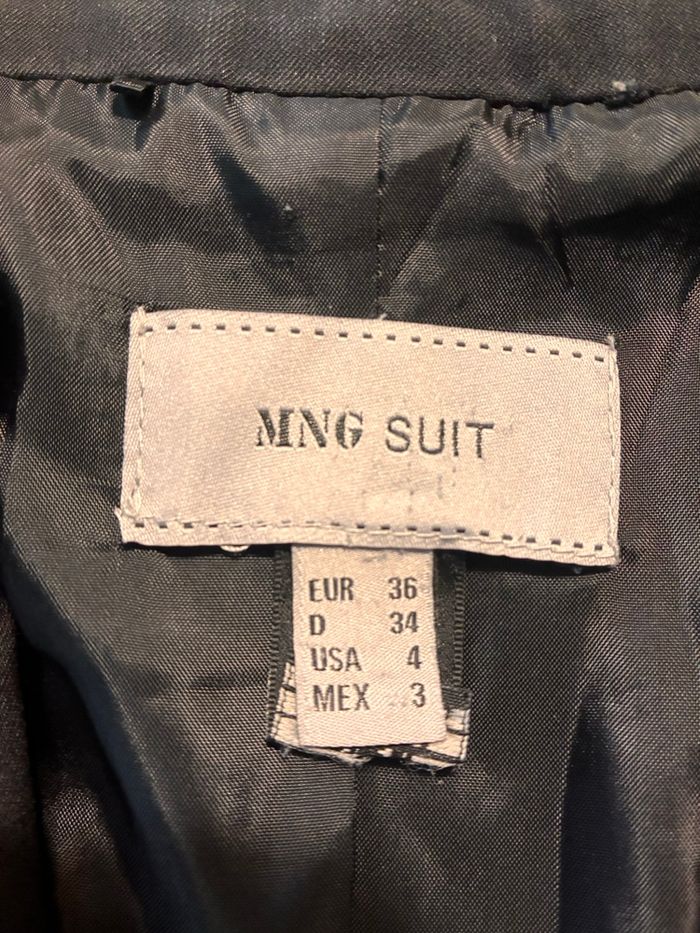 MNG SUIT
EUR 36
D 34
USA 4
MEX 3